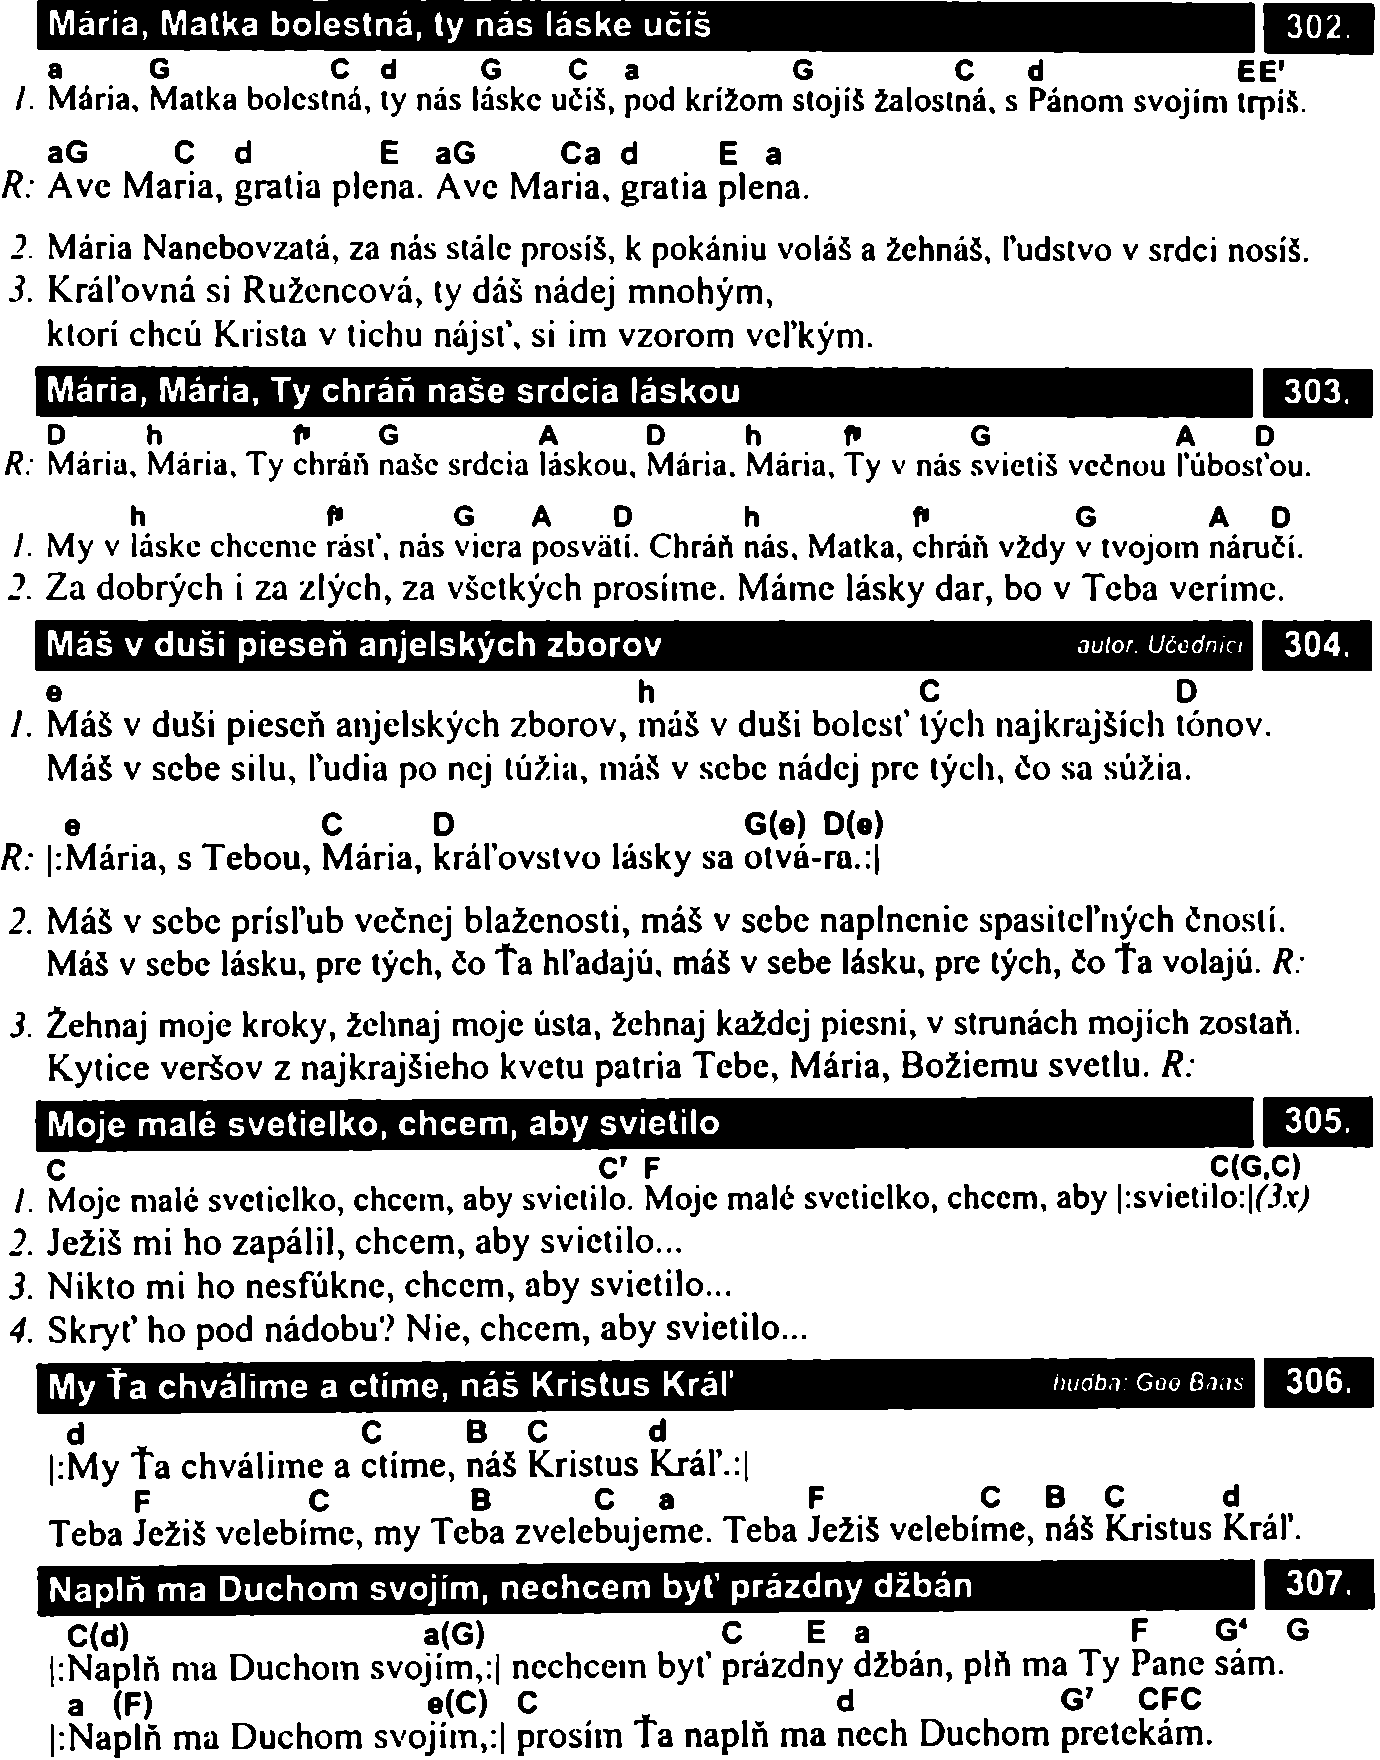 Mária, Matka bolestná, ty nás láske učíš 302.
a G C d G C a G C d EE'
1. Mária, Matka bolestná, ty nás láske učíš, pod krížom stojíš žalostná, s Pánom svojím trpíš.
aG C d E aG Ca d E a
R: Ave Maria, gratia plena. Ave Maria, gratia plena.
2. Mária Nanebovzatá, za nás stále prosíš, k pokániu voláš a žehnáš, ľudstvo v srdci nosíš.
3. Kráľovná si Ružencová, ty dáš nádej mnohým,
ktorí chcú Krista v tichu nájsť, si im vzorom veľkým.
Mária, Mária, Ty chráň naše srdcia láskou 303.
D h G A D h G A D
R: Mária, Mária, Ty chráň naše srdcia láskou, Mária, Mária, Ty v nás svietiš večnou ľúbosťou.
h G A D h G A D
1. My v láske chceme rásť, nás viera posvätí. Chráň nás, Matka, chráň vždy v tvojom náručí.
2. Za dobrých i za zlých, za všetkých prosíme. Máme lásky dar, bo v Teba veríme.
Máš v duši pieseň anjelských zborov autor: Učedníci 304.
e h C D
1. Máš v duši pieseň anjelských zborov, máš v duši bolesť tých najkrajších tónov.
Máš v sebe silu, ľudia po nej túžia, máš v sebe nádej pre tých, čo sa súžia.
e C D G(e) D(e)
R: |:Mária, s Tebou, Mária, kráľovstvo lásky sa otvá-ra.:|
2. Máš v sebe prísľub večnej blaženosti, máš v sebe naplnenie spasiteľných čností.
Máš v sebe lásku, pre tých, čo Ťa hľadajú, máš v sebe lásku, pre tých, čo Ťa volajú. R:
3. Žehnaj moje kroky, žehnaj moje ústa, žehnaj každej piesni, v strunách mojích zostaň.
Kytice veršov z najkrajšieho kvetu patria Tebe, Mária, Božiemu svetlu. R:
Moje malé svetielko, chcem, aby svietilo 305.
C C7 F C(G,C)
1. Moje malé svetielko, chcem, aby svietilo. Moje malé svetielko, chcem, aby |:svietilo:|(3x)
2. Ježiš mi ho zapálil, chcem, aby svietilo...
3. Nikto mi ho nesfúkne, chcem, aby svietilo...
4. Skryť ho pod nádobu? Nie, chcem, aby svietilo...
My Ťa chválime a ctíme, náš Kristus Kráľ hudba: Goo Baas 306.
d C B C d
|:My Ťa chválime a ctíme, náš Kristus Kráľ.:|
F C B C a F C B C d
Teba Ježiš velebíme, my Teba zvelebujeme. Teba Ježiš velebíme, náš Kristus Kráľ.
Naplň ma Duchom svojím, nechcem byť prázdny džbán 307.
C(d) a(G) C E a F G4 G
|:Naplň ma Duchom svojím,:| nechcem byť prázdny džbán, plň ma Ty Pane sám.
a (F) e(C) C d G7 CFC
|:Naplň ma Duchom svojím,:| prosím Ťa naplň ma nech Duchom pretekám.